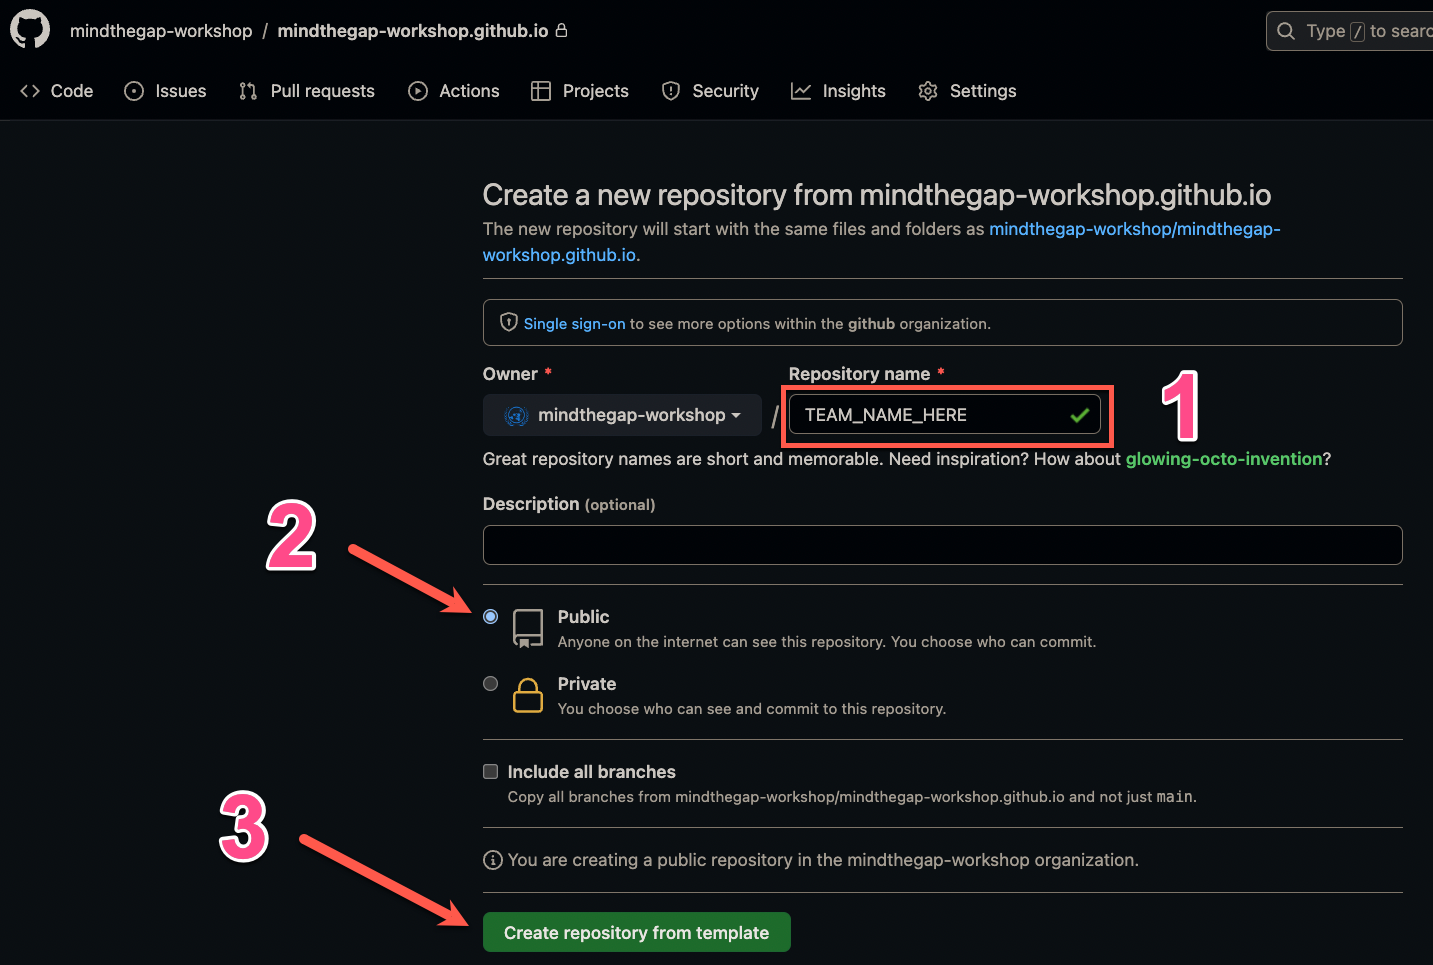 mindthegap-workshop / mindthegap-workshop.github.io
Type / to searc
Code Issues Pull requests Actions Projects Security Insights Settings
Create a new repository from mindthegap-workshop.github.io
The new repository will start with the same files and folders as mindthegap-workshop/mindthegap-
workshop.github.io.
Single sign-on to see more options within the github organization.
Owner * Repository name *
mindthegap-workshop / TEAM_NAME_HERE
1
Great repository names are short and memorable. Need inspiration? How about glowing-octo-invention?
Description (optional)
2
Public
Anyone on the internet can see this repository. You choose who can commit.
Private
You choose who can see and commit to this repository.
Include all branches
Copy all branches from mindthegap-workshop/mindthegap-workshop.github.io and not just main.
3
You are creating a public repository in the mindthegap-workshop organization.
Create repository from template